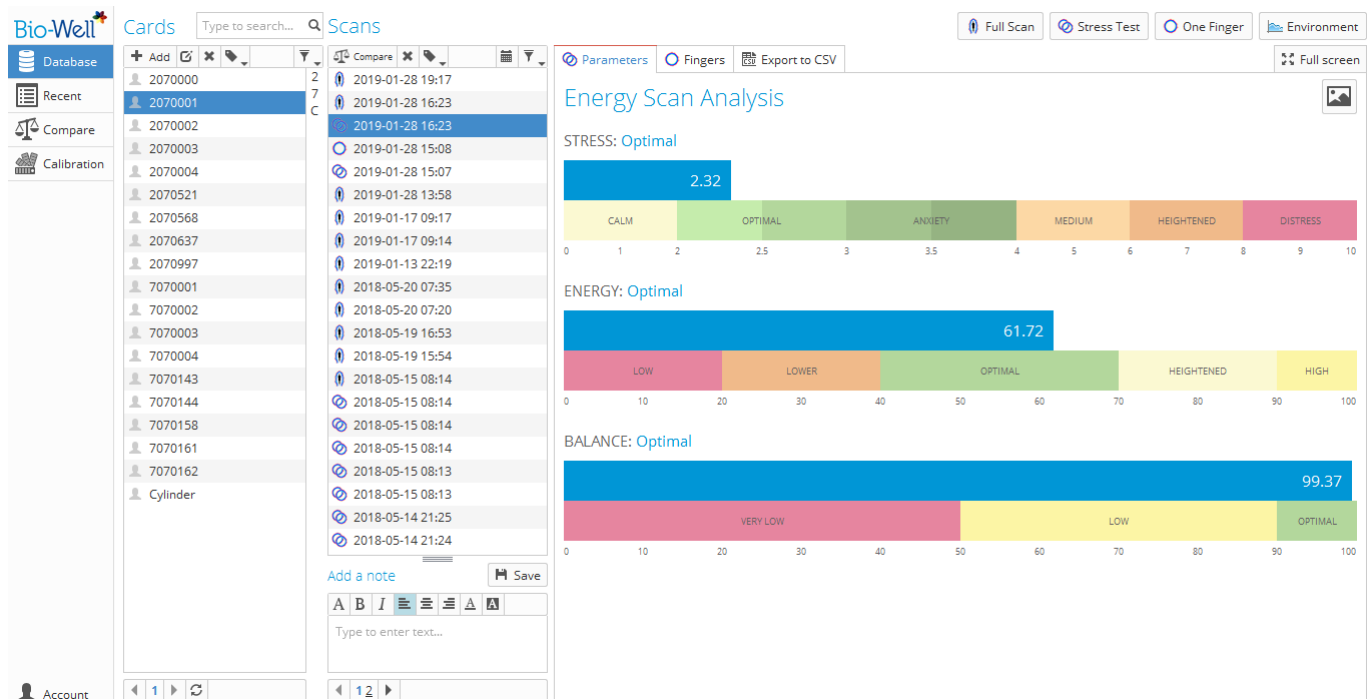 Bio-Well
Database
Recent
Compare
Calibration
Account
Cards
Type to search...
Add
2070000
2070001
2070002
2070003
2070004
2070521
2070568
2070637
2070997
7070001
7070002
7070003
7070004
7070143
7070144
7070158
7070161
7070162
Cylinder
2
7
C
1
Scans
Compare
2019-01-28 19:17
2019-01-28 16:23
2019-01-28 16:23
2019-01-28 15:08
2019-01-28 15:07
2019-01-28 13:58
2019-01-17 09:17
2019-01-17 09:14
2019-01-13 22:19
2018-05-20 07:35
2018-05-20 07:20
2018-05-19 16:53
2018-05-19 15:54
2018-05-15 08:14
2018-05-15 08:14
2018-05-15 08:14
2018-05-15 08:14
2018-05-15 08:13
2018-05-15 08:13
2018-05-14 21:25
2018-05-14 21:24
Add a note
Save
A B I A A
Type to enter text...
1 2
Full Scan Stress Test One Finger Environment
Parameters Fingers CSV Export to CSV Full screen
Energy Scan Analysis
STRESS: Optimal
2.32
CALM OPTIMAL ANXIETY MEDIUM HEIGHTENED DISTRESS
0 1 2 2.5 3 3.5 4 5 6 7 8 9 10
ENERGY: Optimal
61.72
LOW LOWER OPTIMAL HEIGHTENED HIGH
0 10 20 30 40 50 60 70 80 90 100
BALANCE: Optimal
99.37
VERY LOW LOW OPTIMAL
0 10 20 30 40 50 60 70 80 90 100